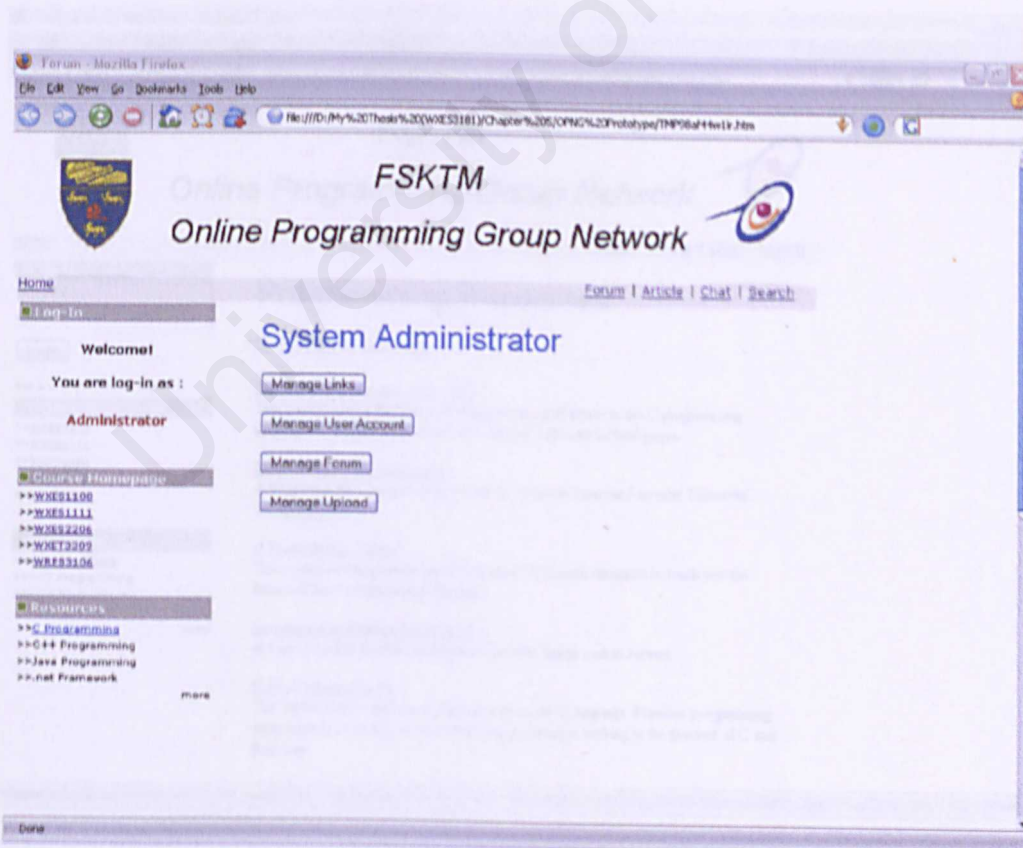 Forum - Mozilla Firefox
File Edit View Go Bookmarks Tools Help
FSKTM
Online Programming Group Network
Home
Forum | Article | Chat | Search
Log-In
Welcome!
You are log-in as :
Administrator
System Administrator
Manage Links
Manage User Account
Manage Forum
Manage Upload
Course Homepage
>>WXES1100
>>WXES1111
>>WXES2206
>>WXET3209
>>WRES3106
Resources
>>C Programming
>>C++ Programming
>>Java Programming
>>.net Framework
more
Done